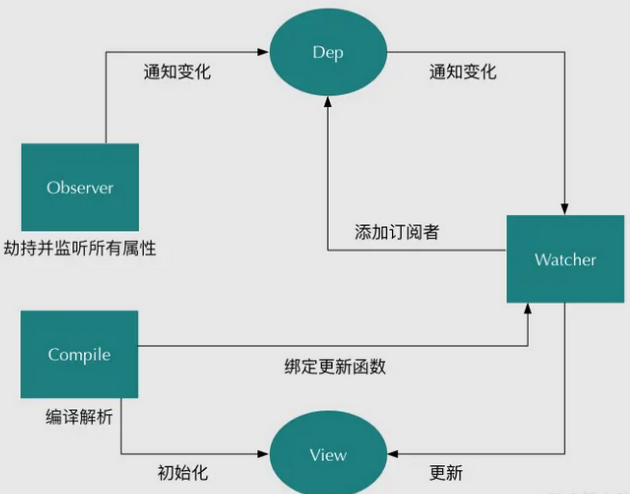 Dep
通知变化
通知变化
Observer
劫持并监听所有属性
添加订阅者
Watcher
Compile
绑定更新函数
编译解析
View
初始化
更新